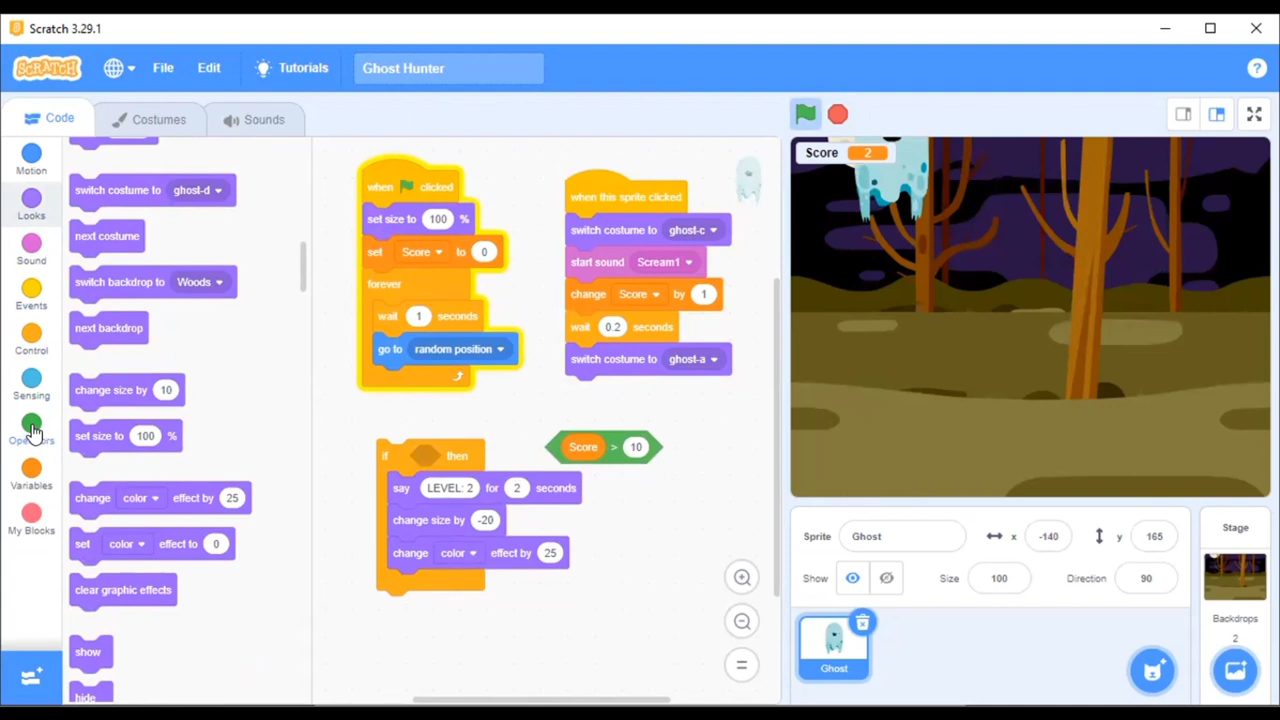 Scratch 3.29.1
SCRATCH
File
Edit
Tutorials
Ghost Hunter
?
Code
Costumes
Sounds
Motion
Looks
Sound
Events
Control
Sensing
Operators
Variables
My Blocks
switch costume to ghost-d
next costume
switch backdrop to Woods
next backdrop
change size by 10
set size to 100 %
change color effect by 25
set color effect to 0
clear graphic effects
show
hide
when clicked
set size to 100 %
set Score to 0
forever
wait 1 seconds
go to random position
when this sprite clicked
switch costume to ghost-c
start sound Scream1
change Score by 1
wait 0.2 seconds
switch costume to ghost-a
if then
say LEVEL: 2 for 2 seconds
change size by -20
change color effect by 25
Score > 10
Score 2
Sprite Ghost x -140 y 165
Show Size 100 Direction 90
Ghost
Stage
Backdrops
2